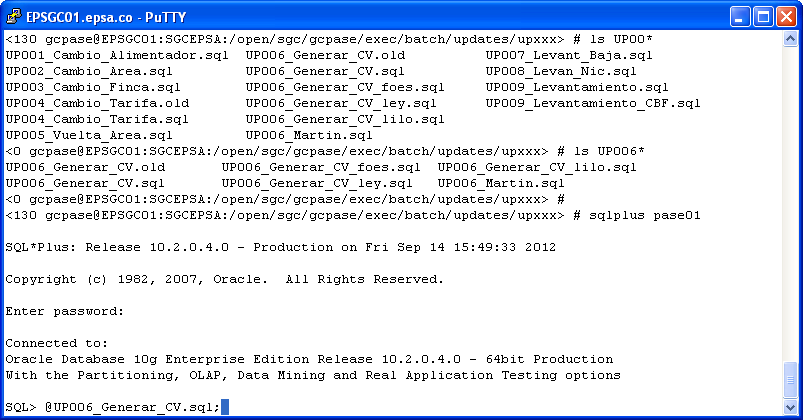 EPSGC01.epsa.co - PuTTY
<130 gcpase@EPSGC01:SGCEPSA:/open/sgc/gcpase/exec/batch/updates/upxxx> # ls UP00*
UP001_Cambio_Alimentador.sql  UP006_Generar_CV.old          UP007_Levant_Baja.sql
UP002_Cambio_Area.sql         UP006_Generar_CV.sql          UP008_Levan_Nic.sql
UP003_Cambio_Finca.sql        UP006_Generar_CV_foes.sql     UP009_Levantamiento.sql
UP004_Cambio_Tarifa.old       UP006_Generar_CV_ley.sql      UP009_Levantamiento_CBF.sql
UP004_Cambio_Tarifa.sql       UP006_Generar_CV_lilo.sql
UP005_Vuelta_Area.sql         UP006_Martin.sql
<0 gcpase@EPSGC01:SGCEPSA:/open/sgc/gcpase/exec/batch/updates/upxxx> # ls UP006*
UP006_Generar_CV.old       UP006_Generar_CV_foes.sql  UP006_Generar_CV_lilo.sql
UP006_Generar_CV.sql       UP006_Generar_CV_ley.sql   UP006_Martin.sql
<0 gcpase@EPSGC01:SGCEPSA:/open/sgc/gcpase/exec/batch/updates/upxxx> #
<130 gcpase@EPSGC01:SGCEPSA:/open/sgc/gcpase/exec/batch/updates/upxxx> # sqlplus pase01
SQL*Plus: Release 10.2.0.4.0 - Production on Fri Sep 14 15:49:33 2012
Copyright (c) 1982, 2007, Oracle.  All Rights Reserved.
Enter password:
Connected to:
Oracle Database 10g Enterprise Edition Release 10.2.0.4.0 - 64bit Production
With the Partitioning, OLAP, Data Mining and Real Application Testing options
SQL> @UP006_Generar_CV.sql;